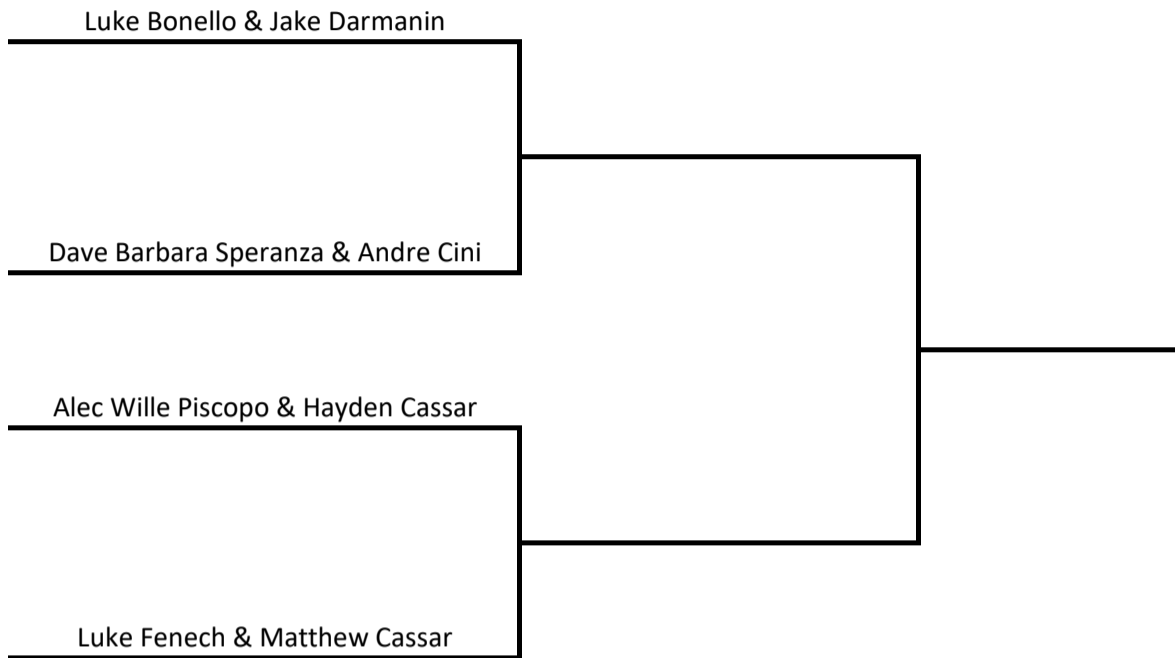 Luke Bonello & Jake Darmanin
Dave Barbara Speranza & Andre Cini
Alec Wille Piscopo & Hayden Cassar
Luke Fenech & Matthew Cassar